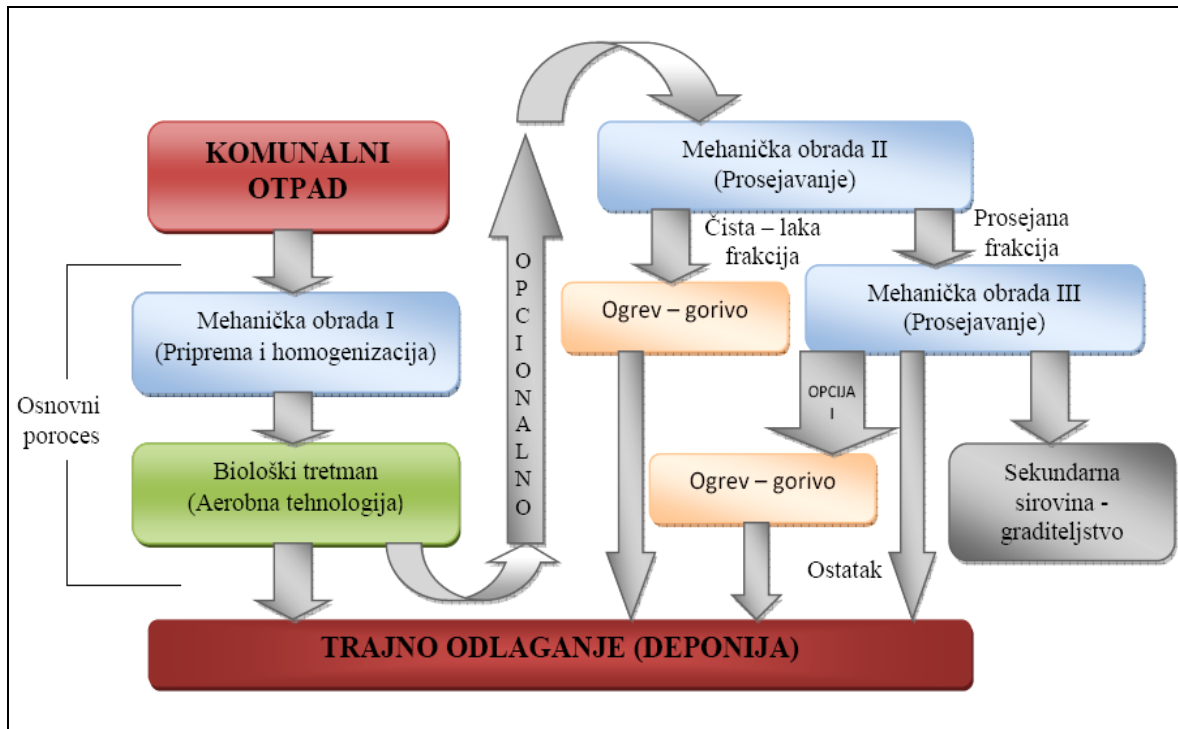 KOMUNALNI
OTPAD
Mehanička obrada I
(Priprema i homogenizacija)
Osnovni
poroces
Biološki tretman
(Aerobna tehnologija)
OPCIONALNO
Mehanička obrada II
(Prosejavanje)
Čista – laka
frakcija
Prosejana
frakcija
Ogrev – gorivo
Mehanička obrada III
(Prosejavanje)
OPCIJA
I
Ogrev – gorivo
Sekundarna
sirovina -
graditeljstvo
Ostatak
TRAJNO ODLAGANJE (DEPONIJA)